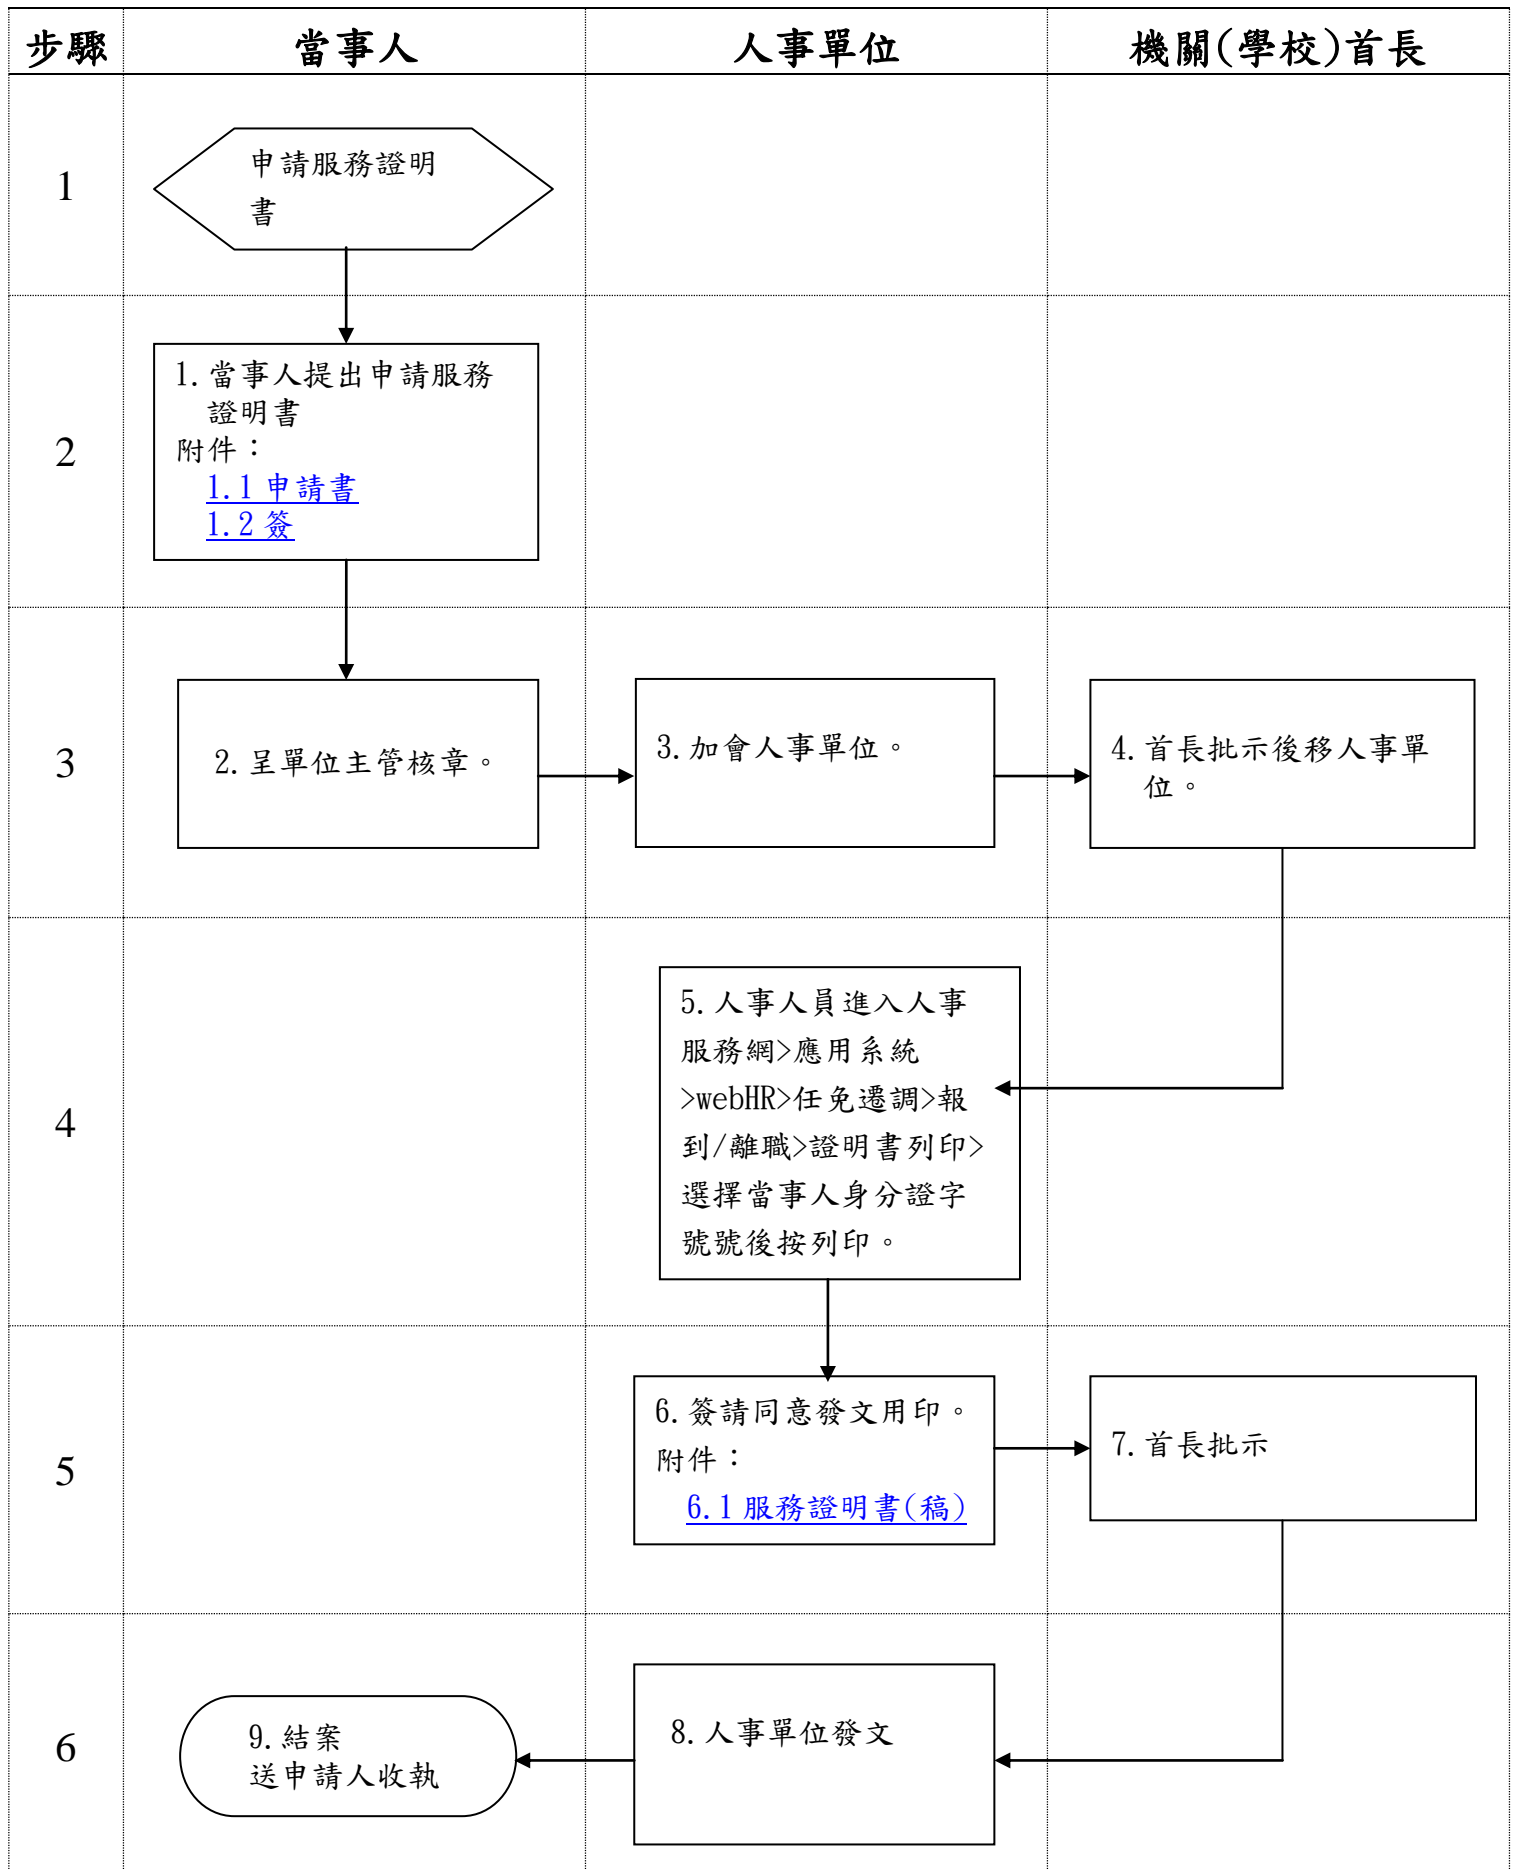 步驟
當事人
人事單位
機關(學校)首長
1
申請服務證明
書
2
1.當事人提出申請服務
證明書
附件：
1.1申請書
1.2簽
3
2.呈單位主管核章。
3.加會人事單位。
4.首長批示後移人事單
位。
4
5.人事人員進入人事
服務網>應用系統
>webHR>任免遷調>報
到/離職>證明書列印>
選擇當事人身分證字
號號後按列印。
5
6.簽請同意發文用印。
附件：
6.1服務證明書(稿)
7.首長批示
6
9.結案
送申請人收執
8.人事單位發文